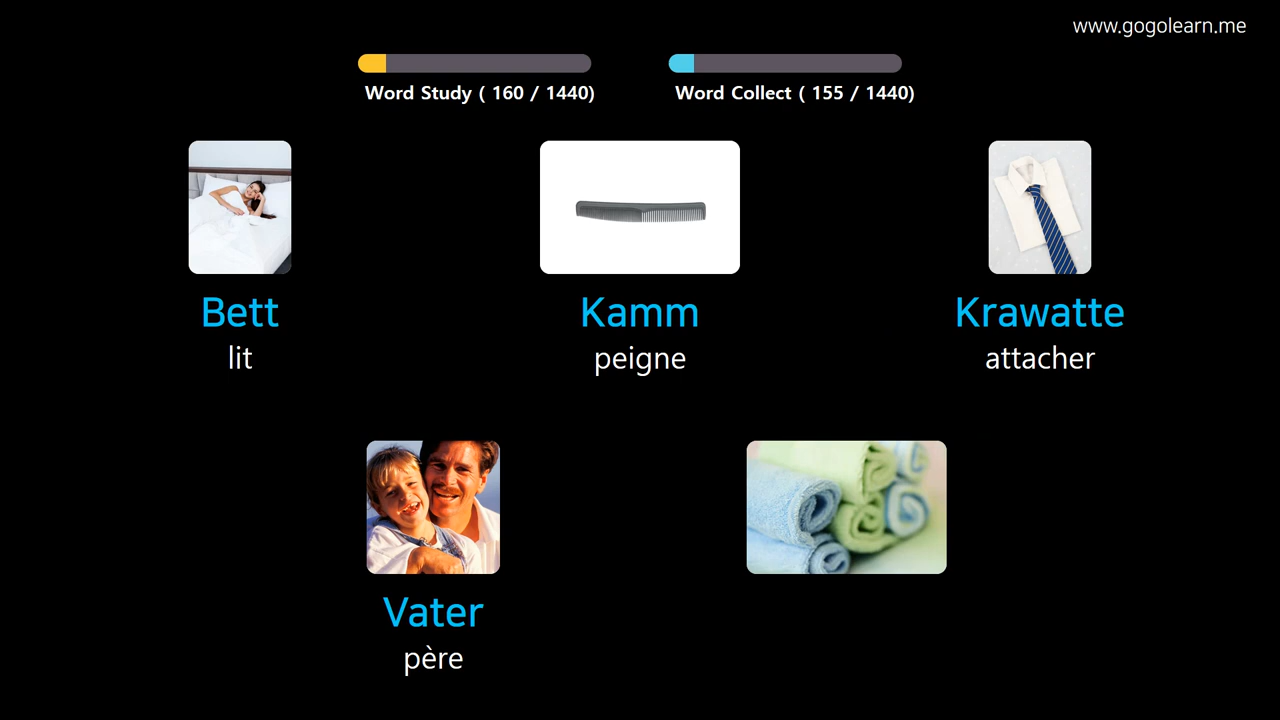 www.gogolearn.me
Word Study ( 160 / 1440)
Word Collect ( 155 / 1440)
Bett
lit
Kamm
peigne
Krawatte
attacher
Vater
père